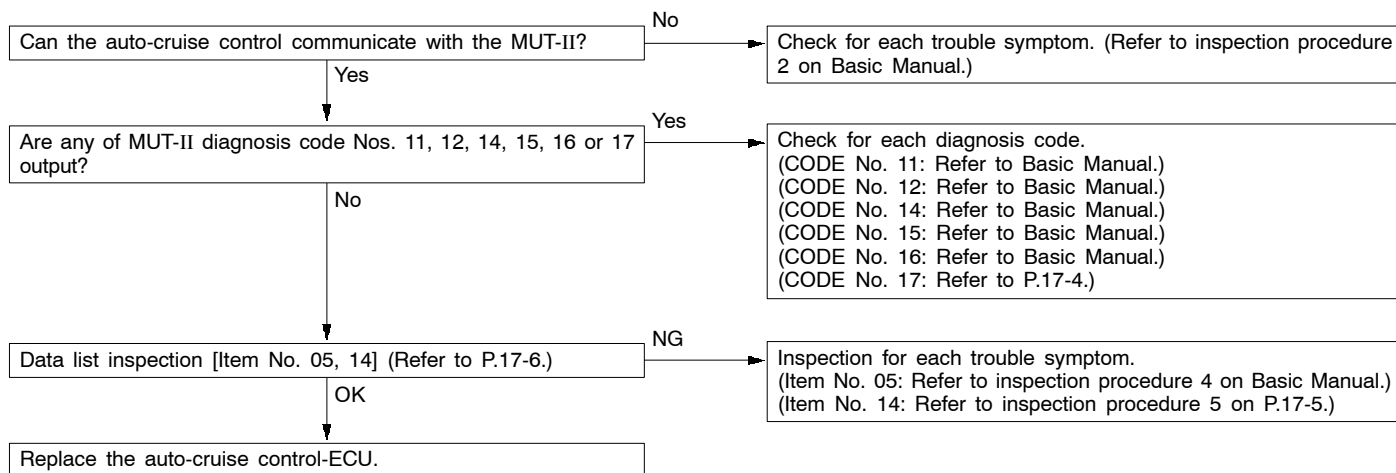 No
Can the auto-cruise control communicate with the MUT-II?
Check for each trouble symptom. (Refer to inspection procedure
2 on Basic Manual.)
Yes
Yes
Are any of MUT-II diagnosis code Nos. 11, 12, 14, 15, 16 or 17
output?
Check for each diagnosis code.
(CODE No. 11: Refer to Basic Manual.)
(CODE No. 12: Refer to Basic Manual.)
(CODE No. 14: Refer to Basic Manual.)
(CODE No. 15: Refer to Basic Manual.)
(CODE No. 16: Refer to Basic Manual.)
(CODE No. 17: Refer to P.17-4.)
No
NG
Data list inspection [Item No. 05, 14] (Refer to P.17-6.)
Inspection for each trouble symptom.
(Item No. 05: Refer to inspection procedure 4 on Basic Manual.)
(Item No. 14: Refer to inspection procedure 5 on P.17-5.)
OK
Replace the auto-cruise control-ECU.